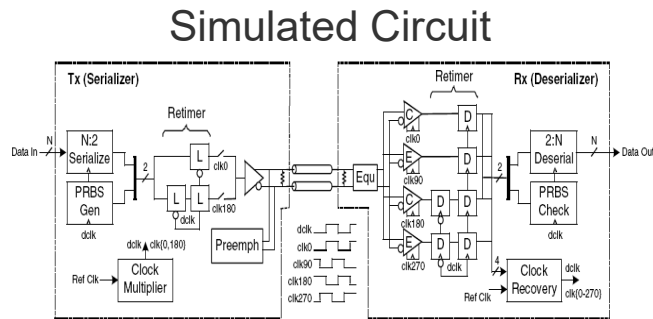 Simulated Circuit
Tx (Serializer)
Retimer
Data In
N
N:2
Serialize
PRBS
Gen
dclk
2
L
clk0
L
L
clk180
dclk
Preemph
dclk
clk{0,180}
Ref Clk
Clock
Multiplier
dclk
clk0
clk90
clk180
clk270
Rx (Deserializer)
Retimer
Equ
C
clk0
D
E
clk90
D
C
clk180
D
D
E
clk270
D
D
dclk
2
4
2:N
Deserial
N
Data Out
PRBS
Check
dclk
Ref Clk
Clock
Recovery
dclk
clk{0-270}